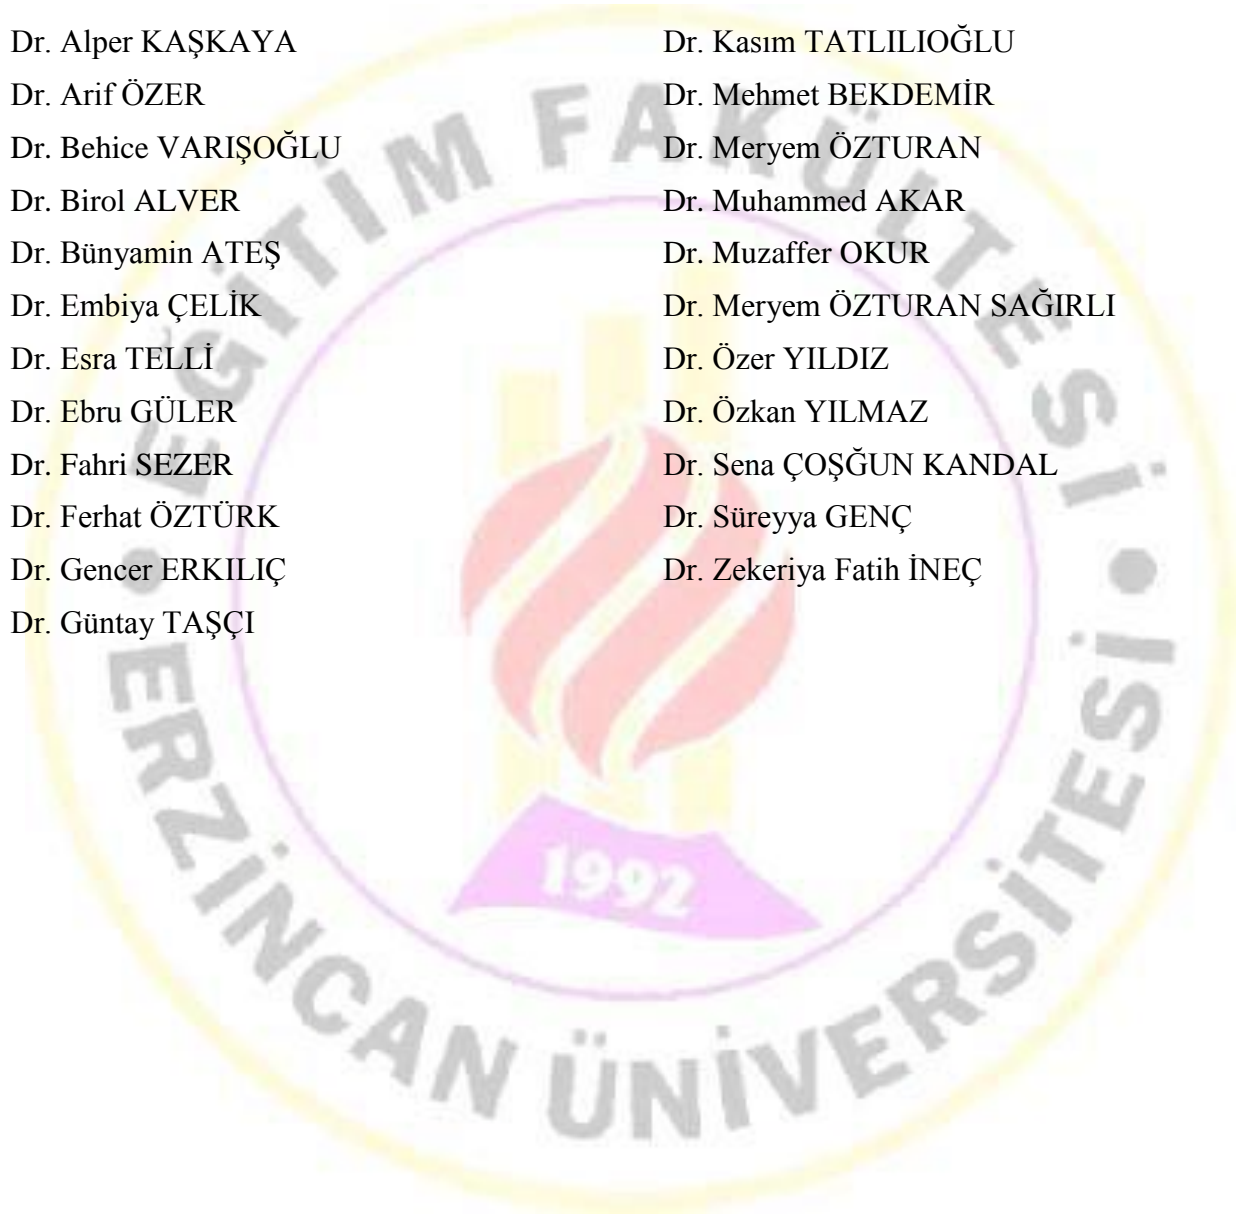 Dr. Alper KAŞKAYA
Dr. Arif ÖZER
Dr. Behice VARIŞOĞLU
Dr. Birol ALVER
Dr. Bünyamin ATEŞ
Dr. Embiya ÇELİK
Dr. Esra TELLİ
Dr. Ebru GÜLER
Dr. Fahri SEZER
Dr. Ferhat ÖZTÜRK
Dr. Gencer ERKILIÇ
Dr. Güntay TAŞÇI
Dr. Kasım TATLILIOĞLU
Dr. Mehmet BEKDEMİR
Dr. Meryem ÖZTURAN
Dr. Muhammed AKAR
Dr. Muzaffer OKUR
Dr. Meryem ÖZTURAN SAĞIRLI
Dr. Özer YILDIZ
Dr. Özkan YILMAZ
Dr. Sena ÇOŞĞUN KANDAL
Dr. Süreyya GENÇ
Dr. Zekeriya Fatih İNEÇ
EĞİTİM FAKÜLTESİ
ERZİNCAN ÜNİVERSİTESİ
1992